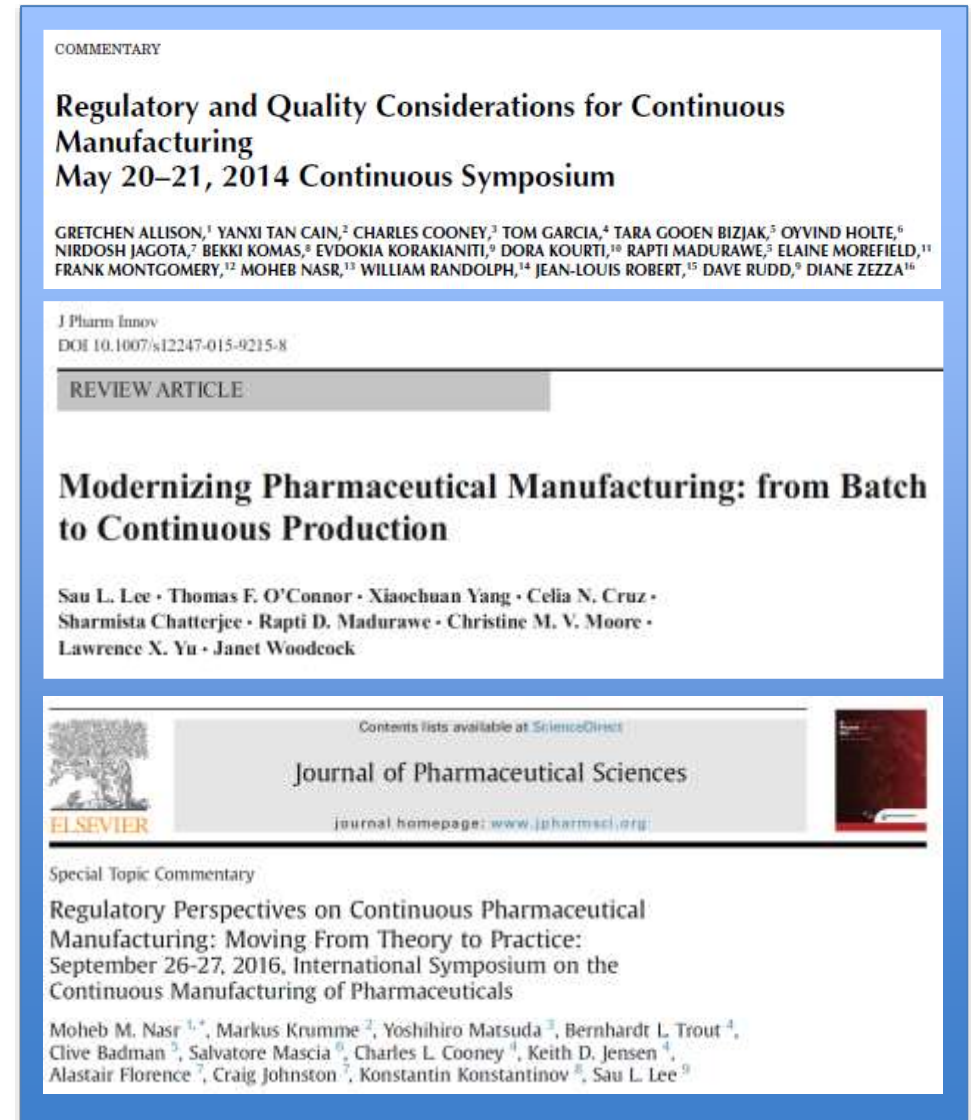 COMMENTARY
Regulatory and Quality Considerations for Continuous
Manufacturing
May 20–21, 2014 Continuous Symposium
GRETCHEN ALLISON,¹ YANXI TAN CAIN,² CHARLES COONEY,³ TOM GARCIA,⁴ TARA GOOEN BIZJAK,⁵ OYVIND HOLTE,⁶
NIRDOSH JAGOTA,⁷ BEKKI KOMAS,⁸ EVDOKIA KORAKIANITI,⁹ DORA KOURTI,¹⁰ RAPTI MADURAWE,⁵ ELAINE MOREFIELD,¹¹
FRANK MONTGOMERY,¹² MOHEB NASR,¹³ WILLIAM RANDOLPH,¹⁴ JEAN-LOUIS ROBERT,¹⁵ DAVE RUDD,⁹ DIANE ZEZZA¹⁶
J Pharm Innov
DOI 10.1007/s12247-015-9215-8
REVIEW ARTICLE
Modernizing Pharmaceutical Manufacturing: from Batch
to Continuous Production
Sau L. Lee · Thomas F. O'Connor · Xiaochuan Yang · Celia N. Cruz ·
Sharmista Chatterjee · Rapti D. Madurawe · Christine M. V. Moore ·
Lawrence X. Yu · Janet Woodcock
Contents lists available at ScienceDirect
Journal of Pharmaceutical Sciences
journal homepage: www.jpharmsci.org
ELSEVIER
Special Topic Commentary
Regulatory Perspectives on Continuous Pharmaceutical
Manufacturing: Moving From Theory to Practice:
September 26-27, 2016, International Symposium on the
Continuous Manufacturing of Pharmaceuticals
Moheb M. Nasr ¹,*, Markus Krumme ², Yoshihiro Matsuda ³, Bernhardt L. Trout ⁴,
Clive Badman ⁵, Salvatore Mascia ⁶, Charles L. Cooney ⁴, Keith D. Jensen ⁴,
Alastair Florence ⁷, Craig Johnston ⁷, Konstantin Konstantinov ⁸, Sau L. Lee ⁹